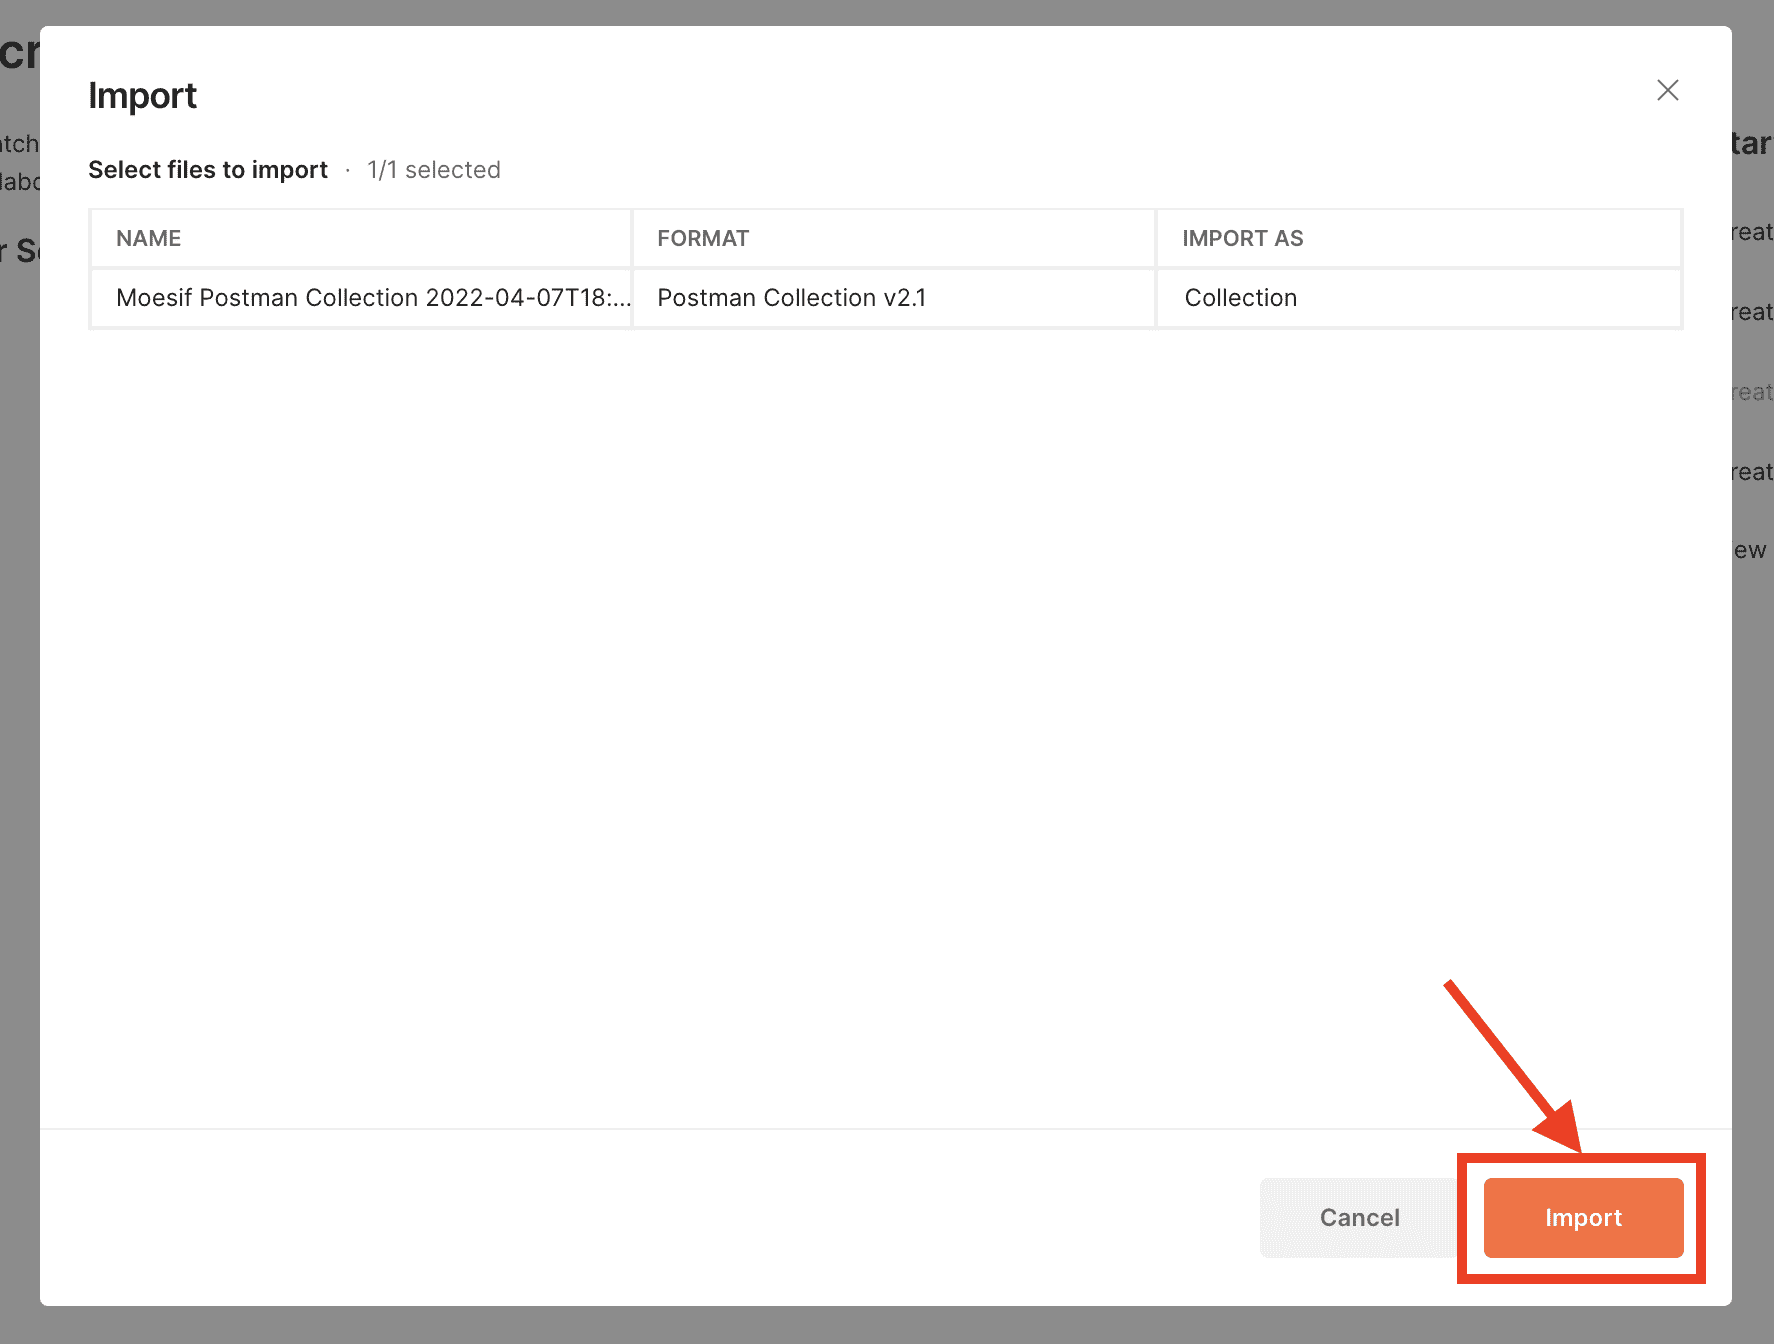 Import
Select files to import · 1/1 selected
NAME FORMAT IMPORT AS
Moesif Postman Collection 2022-04-07T18:... Postman Collection v2.1 Collection
Cancel Import